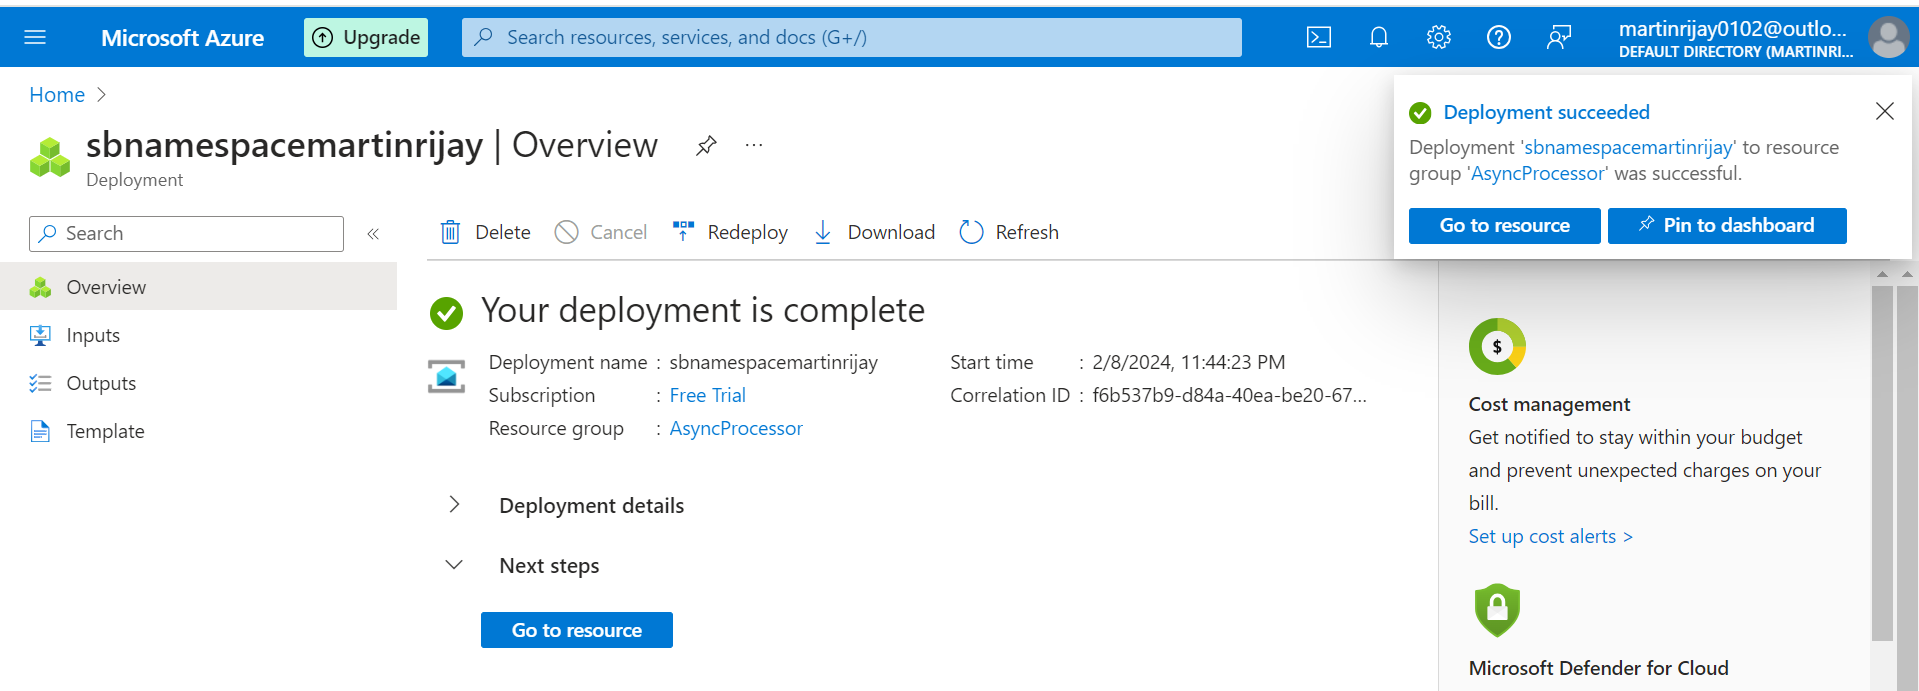 Microsoft Azure
Upgrade
Search resources, services, and docs (G+/)
martinrijay0102@outlo...
DEFAULT DIRECTORY (MARTINRI...
Home
sbnamespacemartinrijay | Overview
Deployment
Deployment succeeded
Deployment 'sbnamespacemartinrijay' to resource
group 'AsyncProcessor' was successful.
Go to resource
Pin to dashboard
Search
Overview
Inputs
Outputs
Template
Delete
Cancel
Redeploy
Download
Refresh
Your deployment is complete
Deployment name : sbnamespacemartinrijay
Subscription : Free Trial
Resource group : AsyncProcessor
Start time : 2/8/2024, 11:44:23 PM
Correlation ID : f6b537b9-d84a-40ea-be20-67...
Deployment details
Next steps
Go to resource
$
Cost management
Get notified to stay within your budget
and prevent unexpected charges on your
bill.
Set up cost alerts >
Microsoft Defender for Cloud